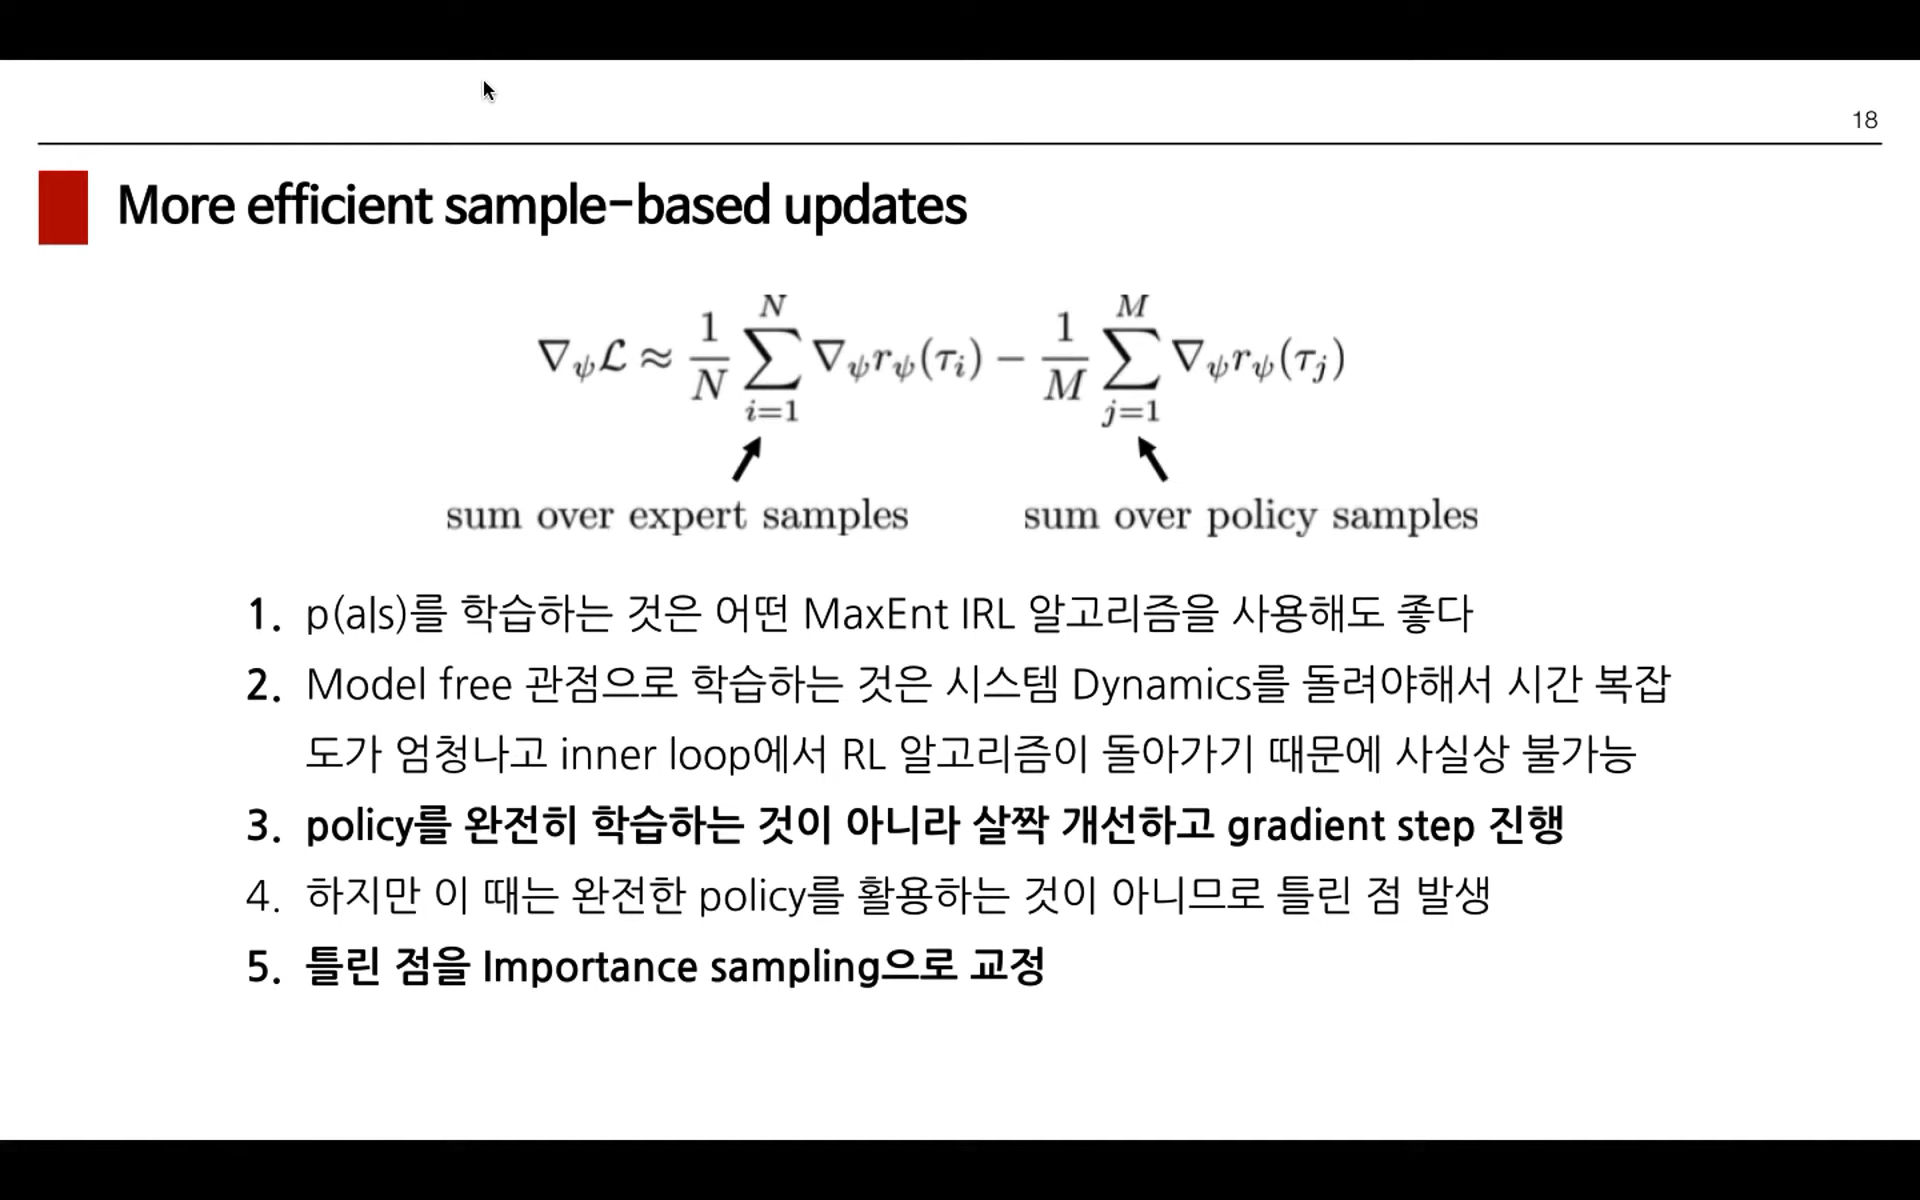 18
More efficient sample-based updates
∇_ψ L ≈ 1/N ∑_{i=1}^{N} ∇_ψ r_ψ(τ_i) − 1/M ∑_{j=1}^{M} ∇_ψ r_ψ(τ_j)
sum over expert samples sum over policy samples
1. p(a|s)를 학습하는 것은 어떤 MaxEnt IRL 알고리즘을 사용해도 좋다
2. Model free 관점으로 학습하는 것은 시스템 Dynamics를 돌려야해서 시간 복잡
도가 엄청나고 inner loop에서 RL 알고리즘이 돌아가기 때문에 사실상 불가능
3. policy를 완전히 학습하는 것이 아니라 살짝 개선하고 gradient step 진행
4. 하지만 이 때는 완전한 policy를 활용하는 것이 아니므로 틀린 점 발생
5. 틀린 점을 Importance sampling으로 교정